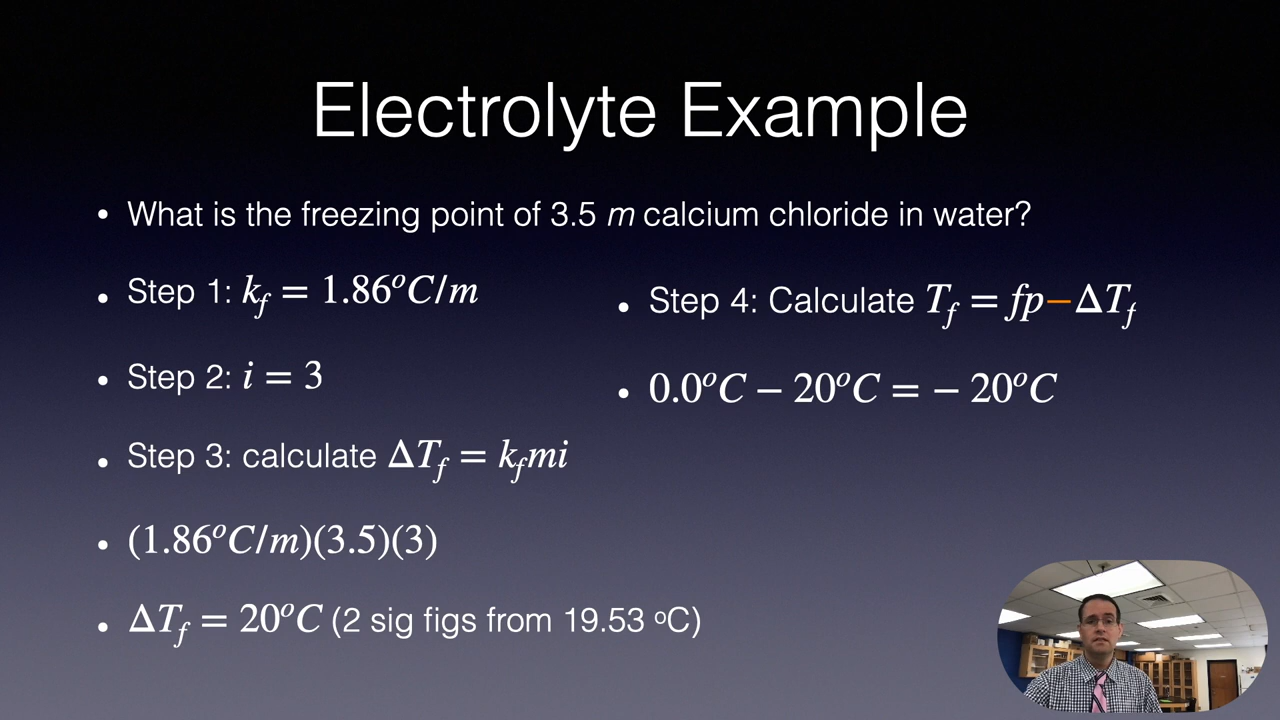 Electrolyte Example
• What is the freezing point of 3.5 m calcium chloride in water?
• Step 1: k_f = 1.86°C/m
• Step 2: i = 3
• Step 3: calculate ΔT_f = k_f mi
• (1.86°C/m)(3.5)(3)
• ΔT_f = 20°C (2 sig figs from 19.53 °C)
• Step 4: Calculate T_f = fp−ΔT_f
• 0.0°C − 20°C = − 20°C